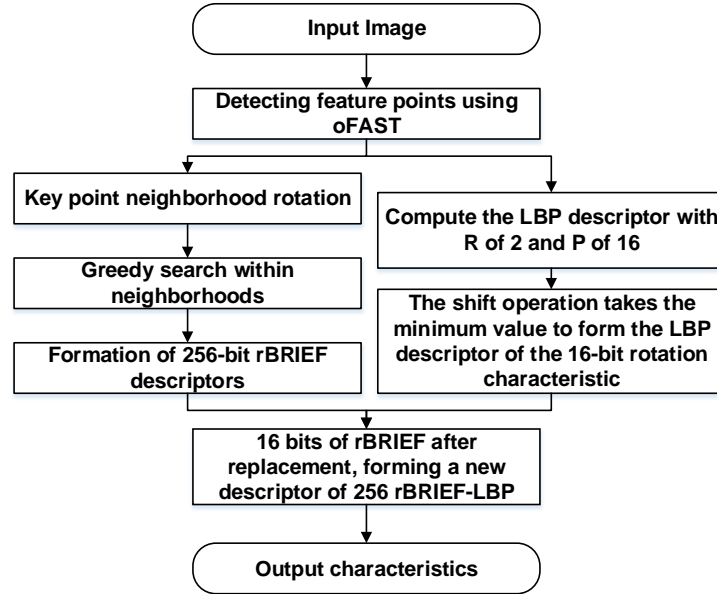 Input Image
Detecting feature points using
oFAST
Key point neighborhood rotation
Greedy search within
neighborhoods
Formation of 256-bit rBRIEF
descriptors
Compute the LBP descriptor with
R of 2 and P of 16
The shift operation takes the
minimum value to form the LBP
descriptor of the 16-bit rotation
characteristic
16 bits of rBRIEF after
replacement, forming a new
descriptor of 256 rBRIEF-LBP
Output characteristics